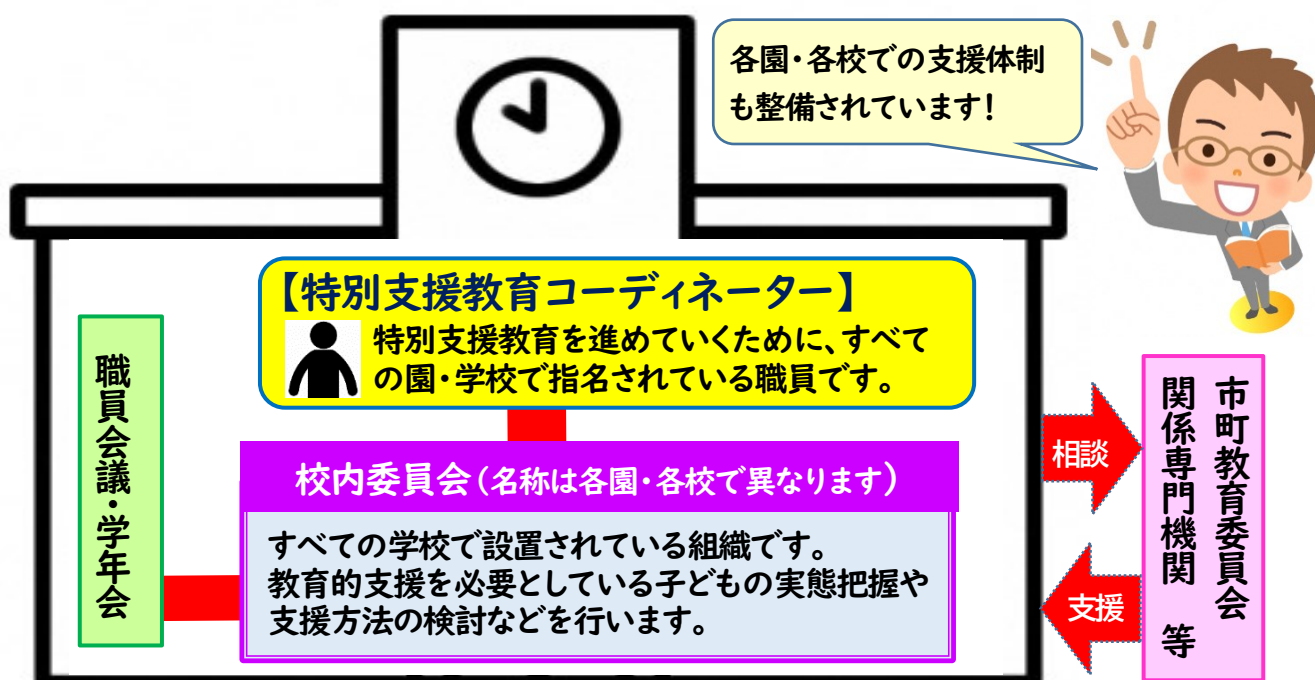 各園・各校での支援体制
も整備されています!
【特別支援教育コーディネーター】
特別支援教育を進めていくために、すべて
の園・学校で指名されている職員です。
職員会議・学年会
校内委員会(名称は各園・各校で異なります)
すべての学校で設置されている組織です。
教育的支援を必要としている子どもの実態把握や
支援方法の検討などを行います。
相談
支援
市町教育委員会
関係専門機関 等